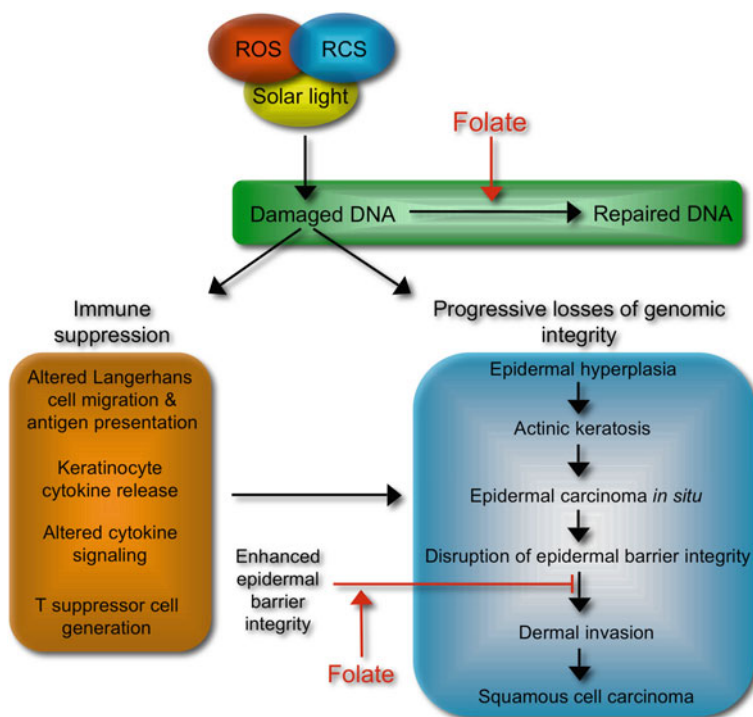 ROS
RCS
Solar light
Folate
Damaged DNA
Repaired DNA
Immune
suppression
Altered Langerhans
cell migration &
antigen presentation
Keratinocyte
cytokine release
Altered cytokine
signaling
T suppressor cell
generation
Enhanced
epidermal
barrier
integrity
Folate
Progressive losses of genomic
integrity
Epidermal hyperplasia
Actinic keratosis
Epidermal carcinoma in situ
Disruption of epidermal barrier integrity
Dermal invasion
Squamous cell carcinoma